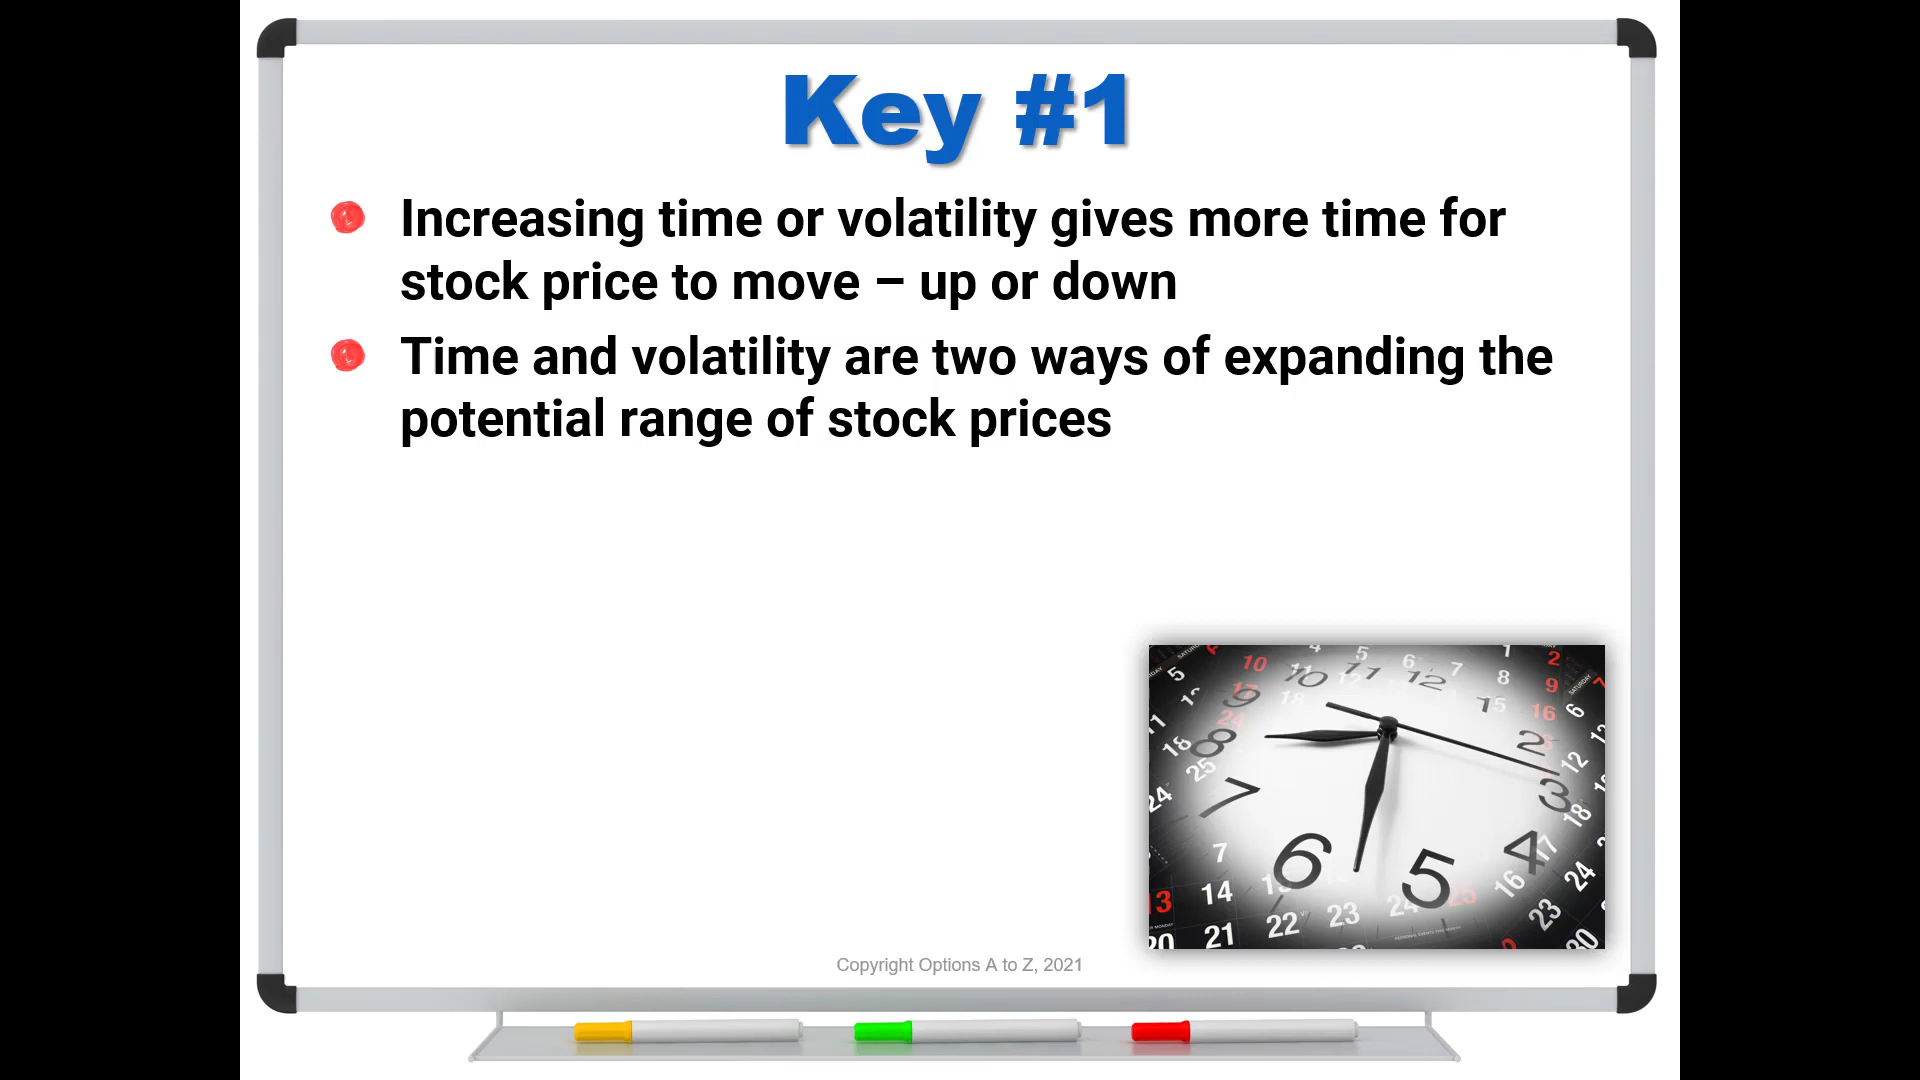 Key #1
Increasing time or volatility gives more time for
stock price to move – up or down
Time and volatility are two ways of expanding the
potential range of stock prices
Copyright Options A to Z, 2021